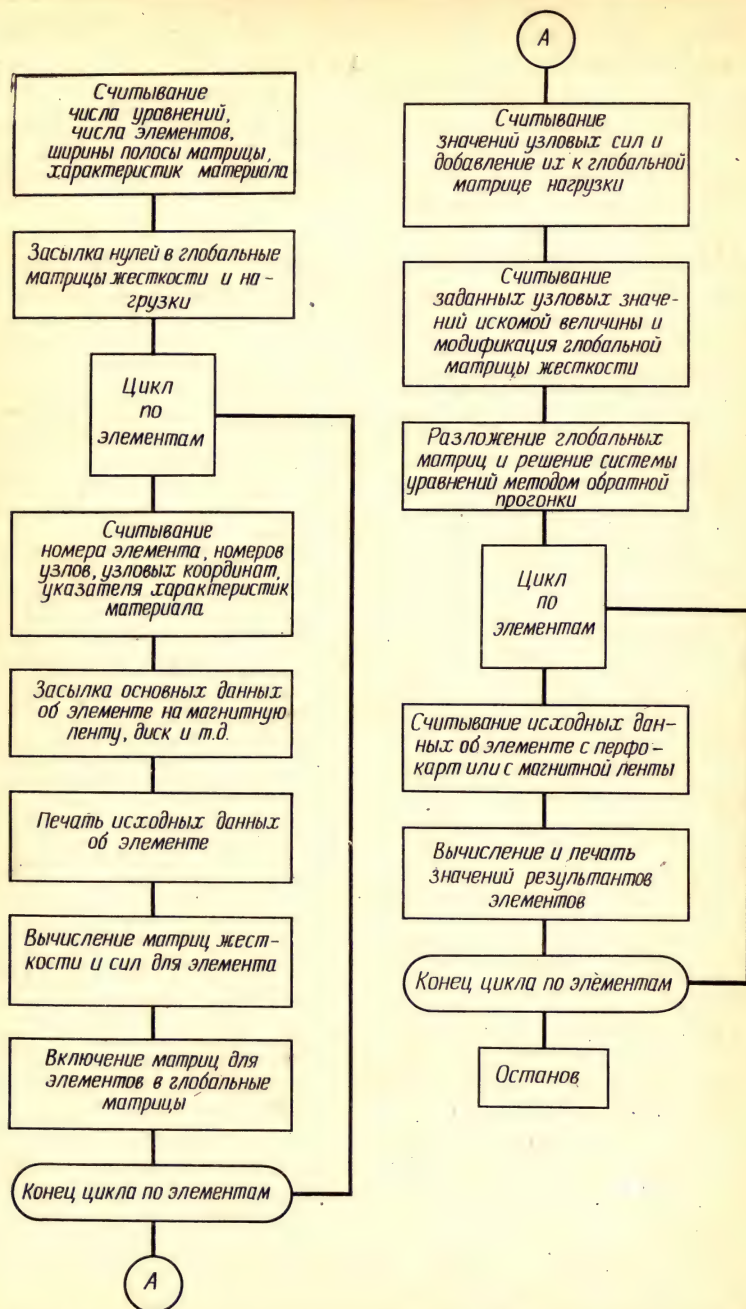 Считывание
числа уравнений,
числа элементов,
ширины полосы матрицы,
характеристик материала
Засылка нулей в глобальные
матрицы жесткости и на-
грузки
Цикл
по
элементам
Считывание
номера элемента, номеров
узлов, узловых координат,
указателя характеристик
материала
Засылка основных данных
об элементе на магнитную
ленту, диск и т.д.
Печать исходных данных
об элементе
Вычисление матриц жест-
кости и сил для элемента
Включение матриц для
элементов в глобальные
матрицы
Конец цикла по элементам
А
А
Считывание
значений узловых сил и
добавление их к глобальной
матрице нагрузки
Считывание
заданных узловых значе-
ний искомой величины и
модификация глобальной
матрицы жесткости
Разложение глобальных
матриц и решение системы
уравнений методом обратной
прогонки
Цикл
по
элементам
Считывание исходных дан-
ных об элементе с перфо-
карт или с магнитной ленты
Вычисление и печать
значений результантов
элементов
Конец цикла по элементам
Останов